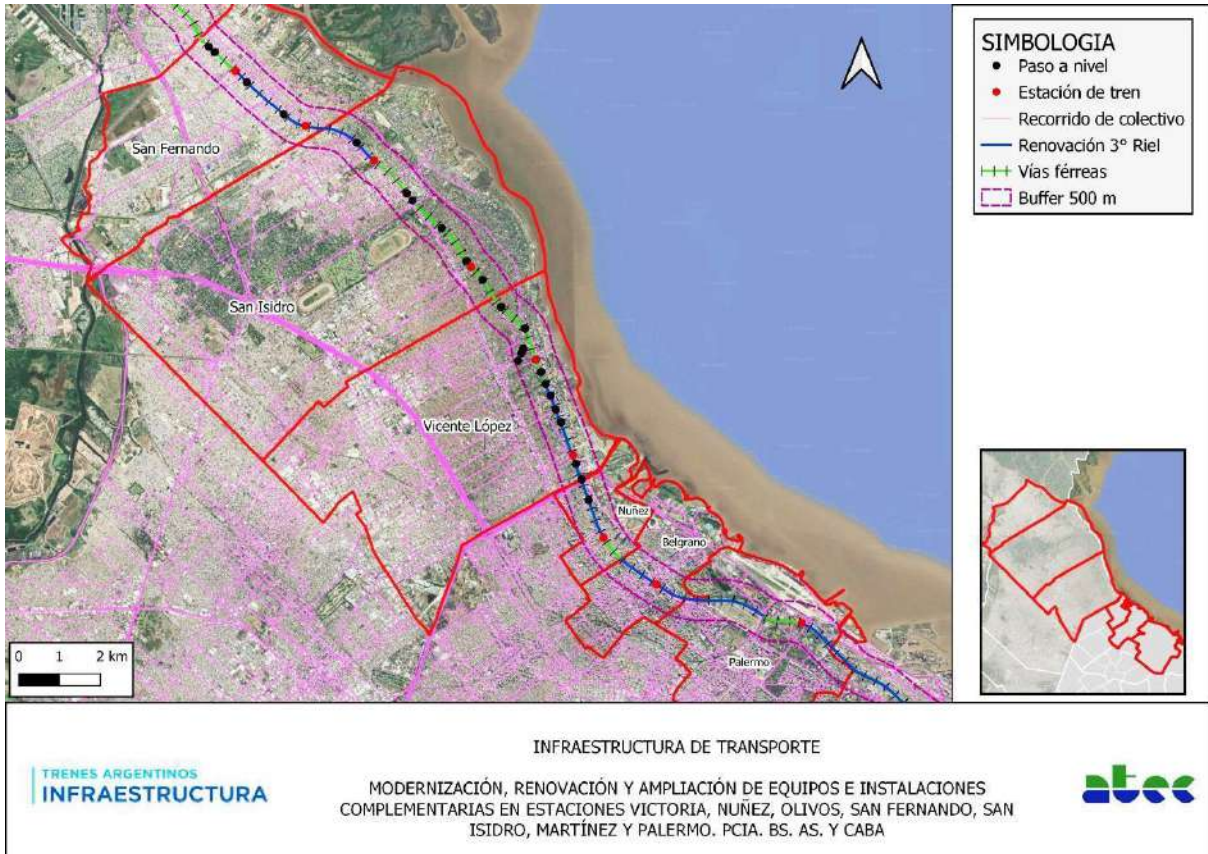 SIMBOLOGIA
Paso a nivel
Estación de tren
Recorrido de colectivo
Renovación 3° Riel
Vías férreas
Buffer 500 m
San Fernando
San Isidro
Vicente López
Nuñez
Belgrano
Palermo
0 1 2 km
INFRAESTRUCTURA DE TRANSPORTE
TRENES ARGENTINOS
INFRAESTRUCTURA
MODERNIZACIÓN, RENOVACIÓN Y AMPLIACIÓN DE EQUIPOS E INSTALACIONES
COMPLEMENTARIAS EN ESTACIONES VICTORIA, NUÑEZ, OLIVOS, SAN FERNANDO, SAN
ISIDRO, MARTÍNEZ Y PALERMO. PCIA. BS. AS. Y CABA
atec